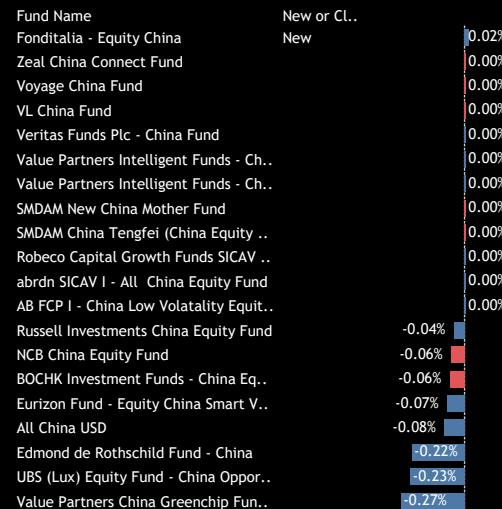 Fund Name New or Cl..
Fonditalia - Equity China New 0.02%
Zeal China Connect Fund 0.00%
Voyage China Fund 0.00%
VL China Fund 0.00%
Veritas Funds Plc - China Fund 0.00%
Value Partners Intelligent Funds - Ch.. 0.00%
Value Partners Intelligent Funds - Ch.. 0.00%
SMDAM New China Mother Fund 0.00%
SMDAM China Tengfei (China Equity .. 0.00%
Robeco Capital Growth Funds SICAV .. 0.00%
abrdn SICAV I - All China Equity Fund 0.00%
AB FCP I - China Low Volatality Equit.. 0.00%
Russell Investments China Equity Fund -0.04%
NCB China Equity Fund -0.06%
BOCHK Investment Funds - China Eq.. -0.06%
Eurizon Fund - Equity China Smart V.. -0.07%
All China USD -0.08%
Edmond de Rothschild Fund - China -0.22%
UBS (Lux) Equity Fund - China Oppor.. -0.23%
Value Partners China Greenchip Fun.. -0.27%